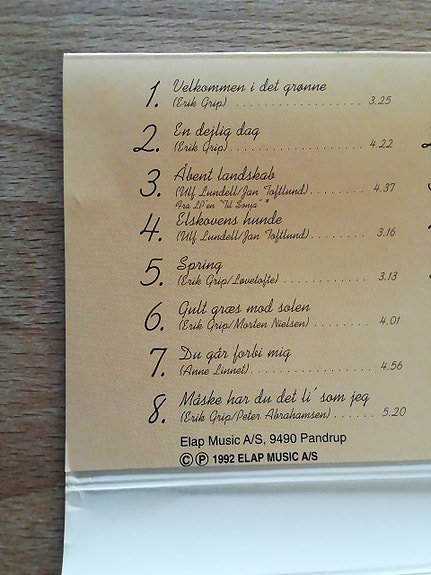 1. Velkommen i det grønne
(Erik Grip) . . . . . . . . . . . . . . . . . . . 3.25
2. En dejlig dag
(Erik Grip) . . . . . . . . . . . . . . . . . . . 4.22
3. Åbent landskab
(Ulf Lundell/Jan Toftlund) . . . . . . . . . 4.37
Fra LP'en "Til Sonja" *
4. Elskovens hunde
(Ulf Lundell/Jan Toftlund) . . . . . . . . . 3.16
5. Spring
(Erik Grip/Løvetofte) . . . . . . . . . . . . . 3.13
6. Gult græs mod solen
(Erik Grip/Morten Nielsen) . . . . . . . . . 4.01
7. Du går forbi mig
(Anne Linnet) . . . . . . . . . . . . . . . . . 4.56
8. Måske har du det li´ som jeg
(Erik Grip/Peter Abrahamsen) . . . . . . 5.20
Elap Music A/S, 9490 Pandrup
© ℗ 1992 ELAP MUSIC A/S